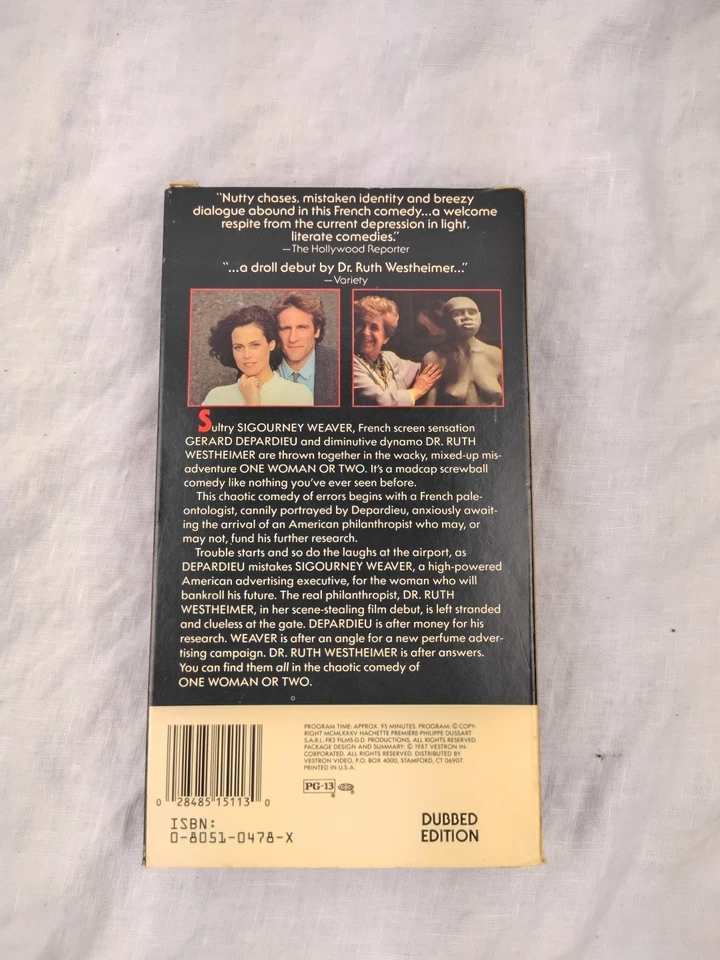 “Nutty chases, mistaken identity and breezy
dialogue abound in this French comedy...a welcome
respite from the current depression in light,
literate comedies.”
—The Hollywood Reporter
“...a droll debut by Dr. Ruth Westheimer...”
—Variety
Sultry SIGOURNEY WEAVER, French screen sensation
GERARD DEPARDIEU and diminutive dynamo DR. RUTH
WESTHEIMER are thrown together in the wacky, mixed-up mis-
adventure ONE WOMAN OR TWO. It's a madcap screwball
comedy like nothing you've ever seen before.
This chaotic comedy of errors begins with a French pale-
ontologist, cannily portrayed by Depardieu, anxiously await-
ing the arrival of an American philanthropist who may, or
may not, fund his further research.
Trouble starts and so do the laughs at the airport, as
DEPARDIEU mistakes SIGOURNEY WEAVER, a high-powered
American advertising executive, for the woman who will
bankroll his future. The real philanthropist, DR. RUTH
WESTHEIMER, in her scene-stealing film debut, is left stranded
and clueless at the gate. DEPARDIEU is after money for his
research. WEAVER is after an angle for a new perfume adver-
tising campaign. DR. RUTH WESTHEIMER is after answers.
You can find them all in the chaotic comedy of
ONE WOMAN OR TWO.
PROGRAM TIME: APPROX. 95 MINUTES. PROGRAM: © COPY-
RIGHT MCMLXXXV HACHETTE PREMIERE-PHILIPPE DUSSART
S.A.R.L.-FR3 FILMS-D.D. PRODUCTIONS. ALL RIGHTS RESERVED.
PACKAGE DESIGN AND SUMMARY: © 1987 VESTRON IN-
CORPORATED. ALL RIGHTS RESERVED. DISTRIBUTED BY
VESTRON VIDEO, P.O. BOX 4000, STAMFORD, CT 06907.
PRINTED IN U.S.A.
PG-13
0 28485 15113 0
ISBN:
0-8051-0478-X
DUBBED
EDITION